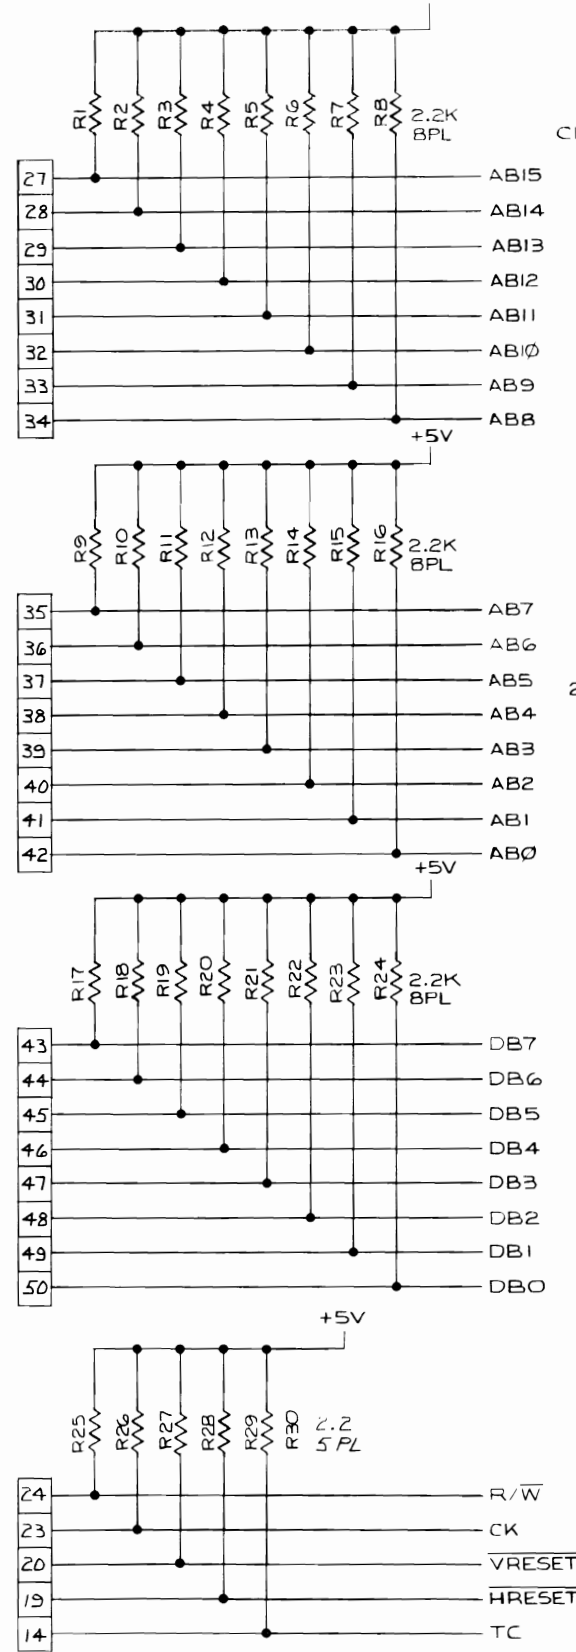 R1 R2 R3 R4 R5 R6 R7 R8 2.2K
8PL
27 AB15
28 AB14
29 AB13
30 AB12
31 AB11
32 AB1Ø
33 AB9
34 AB8
+5V
R9 R10 R11 R12 R13 R14 R15 R16 2.2K
8PL
35 AB7
36 AB6
37 AB5
38 AB4
39 AB3
40 AB2
41 AB1
42 ABØ
+5V
R17 R18 R19 R20 R21 R22 R23 R24 2.2K
8PL
43 DB7
44 DB6
45 DB5
46 DB4
47 DB3
48 DB2
49 DB1
50 DB0
+5V
R25 R26 R27 R28 R29 R30 2.2
5 PL
24 R/W̅
23 CK
20 V̅R̅E̅S̅E̅T̅
19 H̅R̅E̅S̅E̅T̅
14 TC